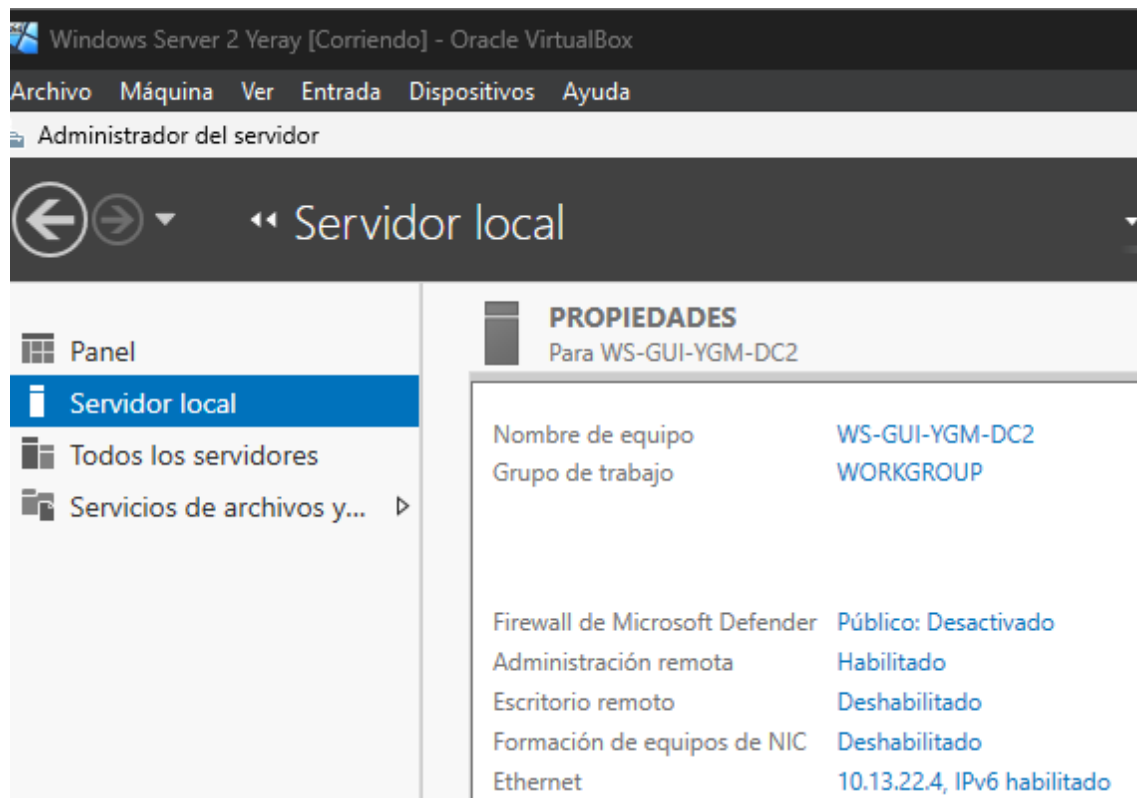 Windows Server 2 Yeray [Corriendo] - Oracle VirtualBox
Archivo Máquina Ver Entrada Dispositivos Ayuda
Administrador del servidor
Servidor local
Panel
Servidor local
Todos los servidores
Servicios de archivos y...
PROPIEDADES
Para WS-GUI-YGM-DC2
Nombre de equipo WS-GUI-YGM-DC2
Grupo de trabajo WORKGROUP
Firewall de Microsoft Defender Público: Desactivado
Administración remota Habilitado
Escritorio remoto Deshabilitado
Formación de equipos de NIC Deshabilitado
Ethernet 10.13.22.4, IPv6 habilitado